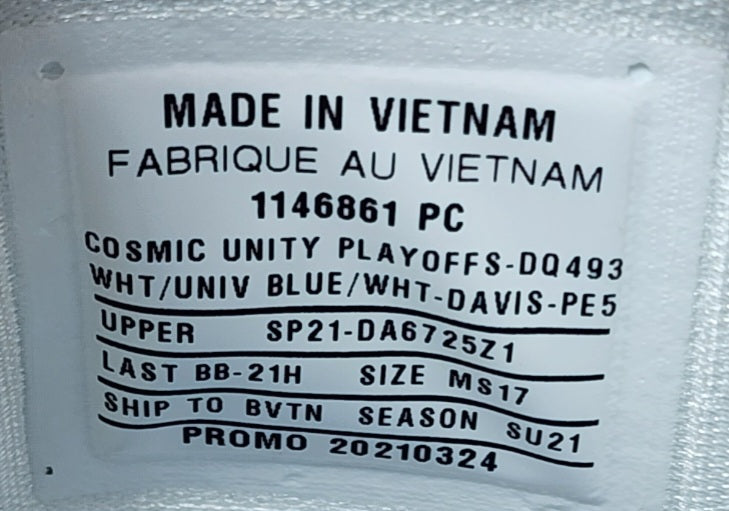 MADE IN VIETNAM
FABRIQUE AU VIETNAM
1146861 PC
COSMIC UNITY PLAYOFFS-DQ493
WHT/UNIV BLUE/WHT-DAVIS-PE5
UPPER SP21-DA6725Z1
LAST BB-21H SIZE MS17
SHIP TO BVTN SEASON SU21
PROMO 20210324